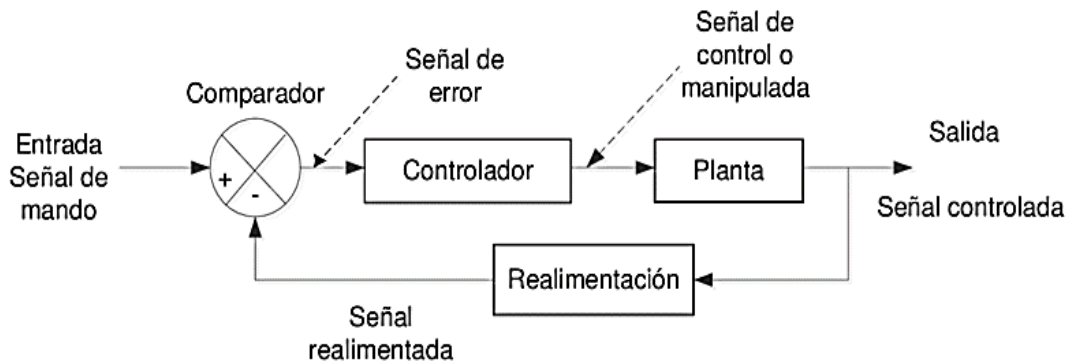 Señal de
control o
manipulada
Señal de
error
Comparador
Entrada
Señal de
mando
+
-
Controlador
Planta
Salida
Señal controlada
Realimentación
Señal
realimentada